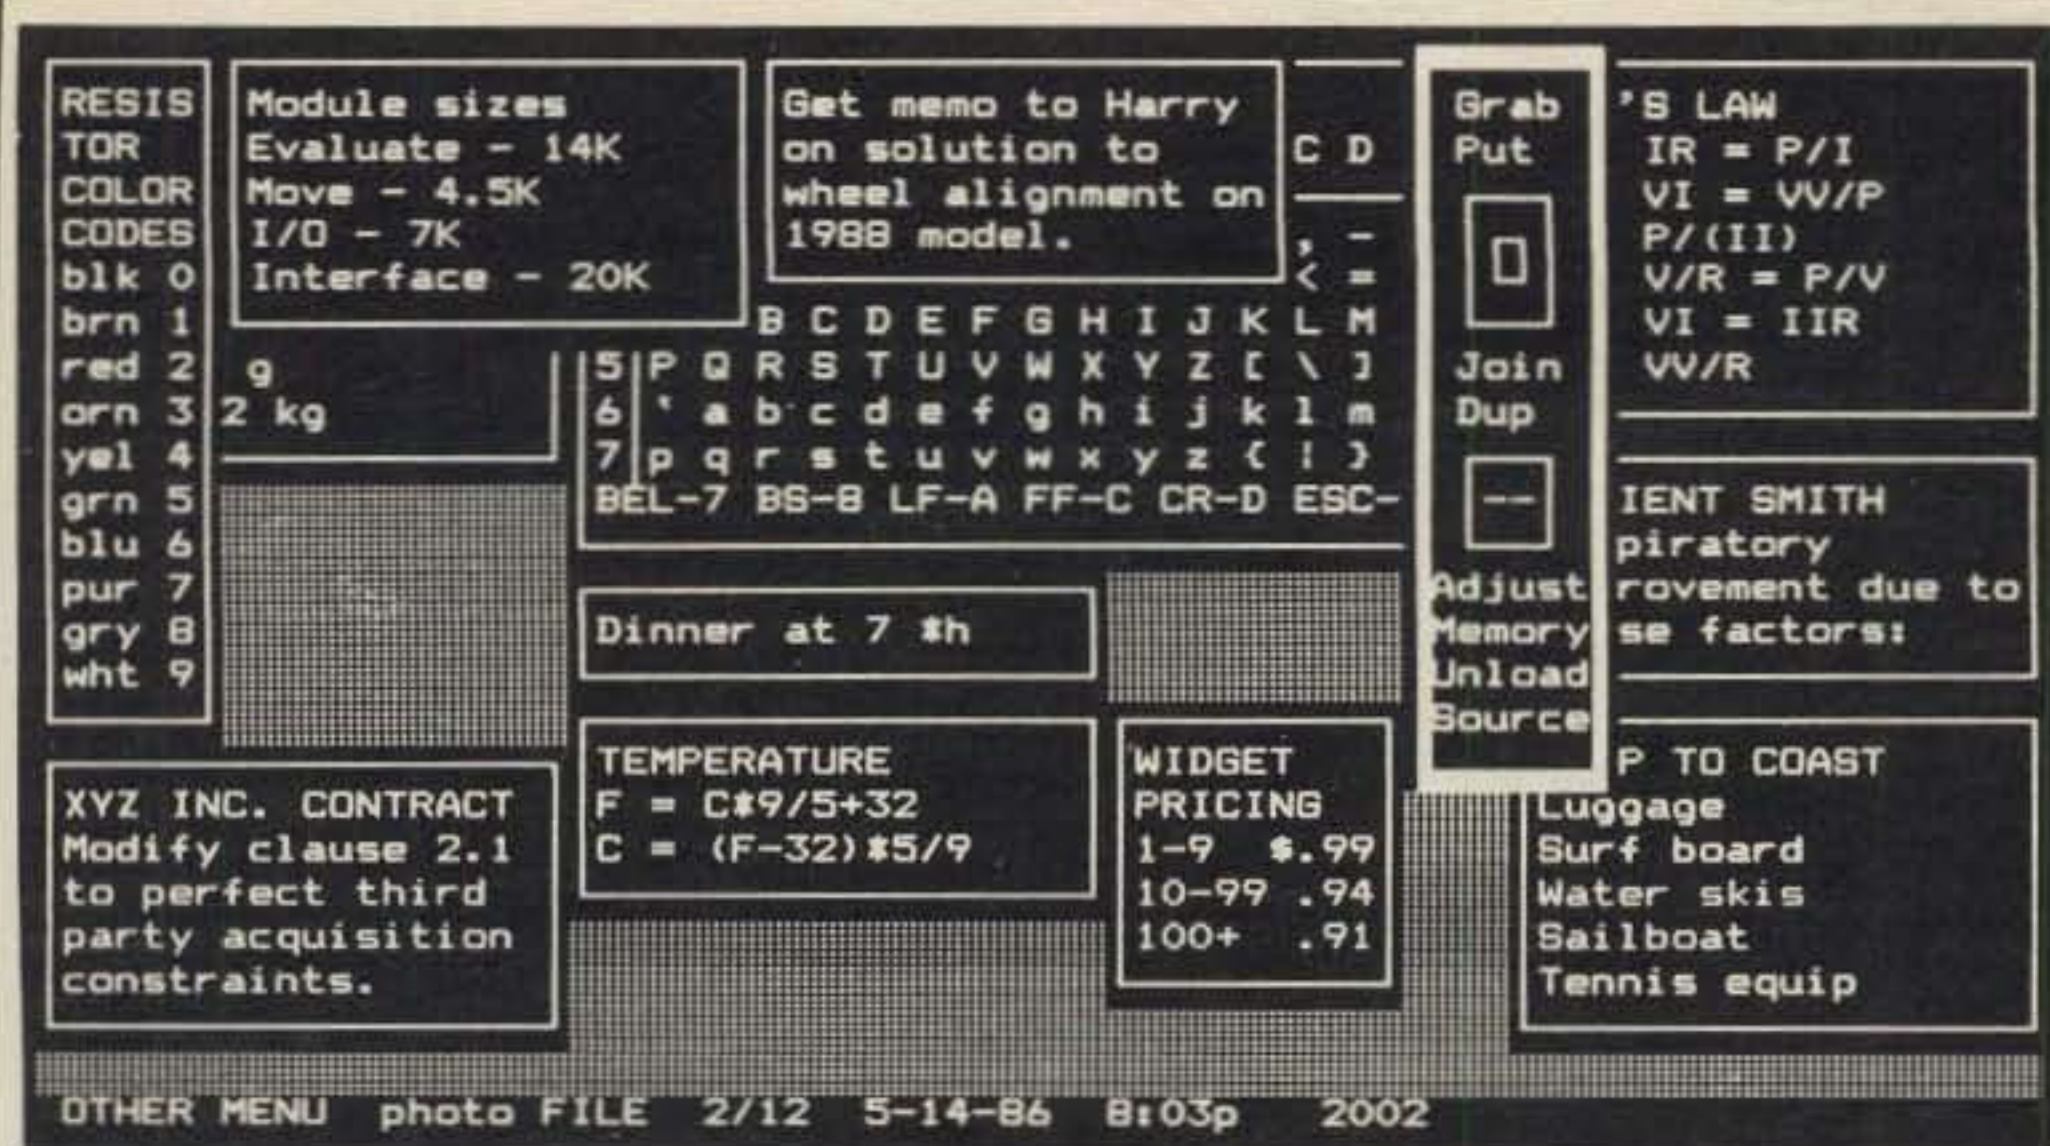 RESIS
TOR
COLOR
CODES
blk 0
brn 1
red 2
orn 3
yel 4
grn 5
blu 6
pur 7
gry 8
wht 9
Module sizes
Evaluate - 14K
Move - 4.5K
I/O - 7K
Interface - 20K
g
2 kg
Get memo to Harry
on solution to
wheel alignment on
1988 model.
C D
, -
< =
B C D E F G H I J K L M
5 P Q R S T U V W X Y Z [ \ ]
6 ` a b c d e f g h i j k l m
7 p q r s t u v w x y z { | }
BEL-7 BS-8 LF-A FF-C CR-D ESC-
Grab
Put
Join
Dup
--
Adjust
Memory
Unload
Source
'S LAW
IR = P/I
VI = VV/P
P/(II)
V/R = P/V
VI = IIR
VV/R
IENT SMITH
piratory
rovement due to
se factors:
Dinner at 7 *h
XYZ INC. CONTRACT
Modify clause 2.1
to perfect third
party acquisition
constraints.
TEMPERATURE
F = C*9/5+32
C = (F-32)*5/9
WIDGET
PRICING
1-9 $.99
10-99 .94
100+ .91
P TO COAST
Luggage
Surf board
Water skis
Sailboat
Tennis equip
OTHER MENU photo FILE 2/12 5-14-86 8:03p 2002